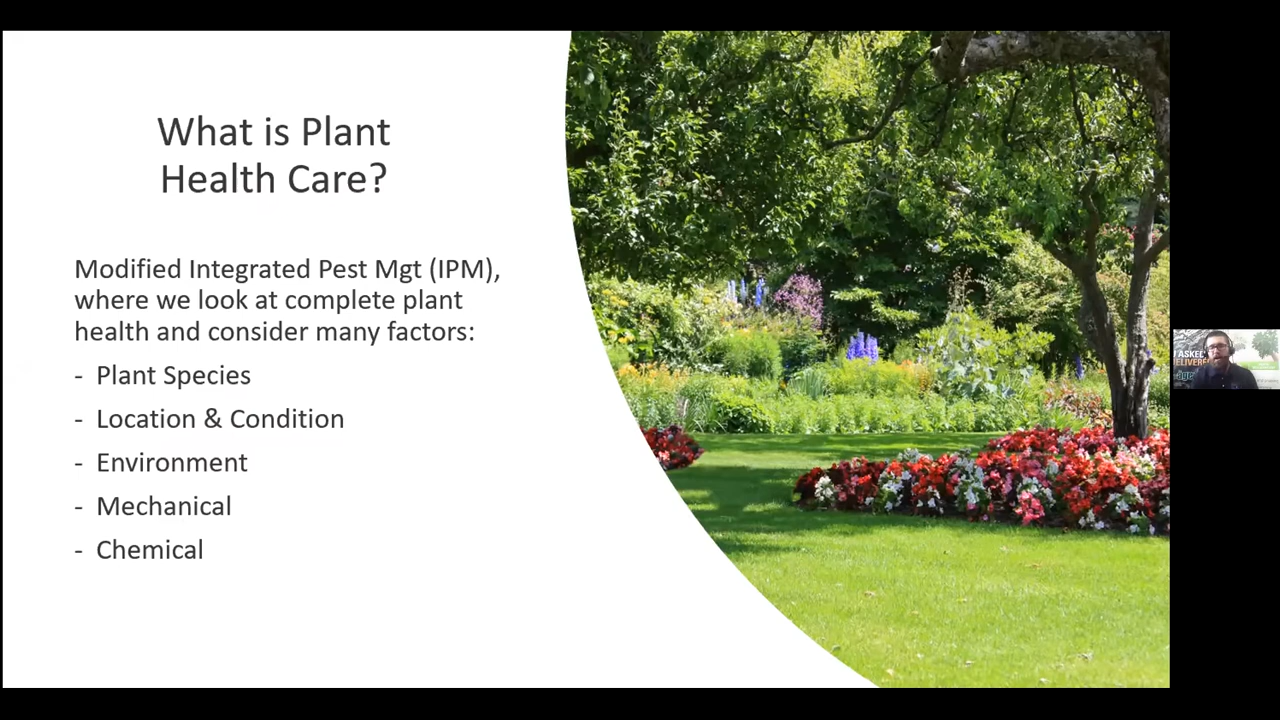 What is Plant
Health Care?
Modified Integrated Pest Mgt (IPM),
where we look at complete plant
health and consider many factors:
- Plant Species
- Location & Condition
- Environment
- Mechanical
- Chemical
ASKED